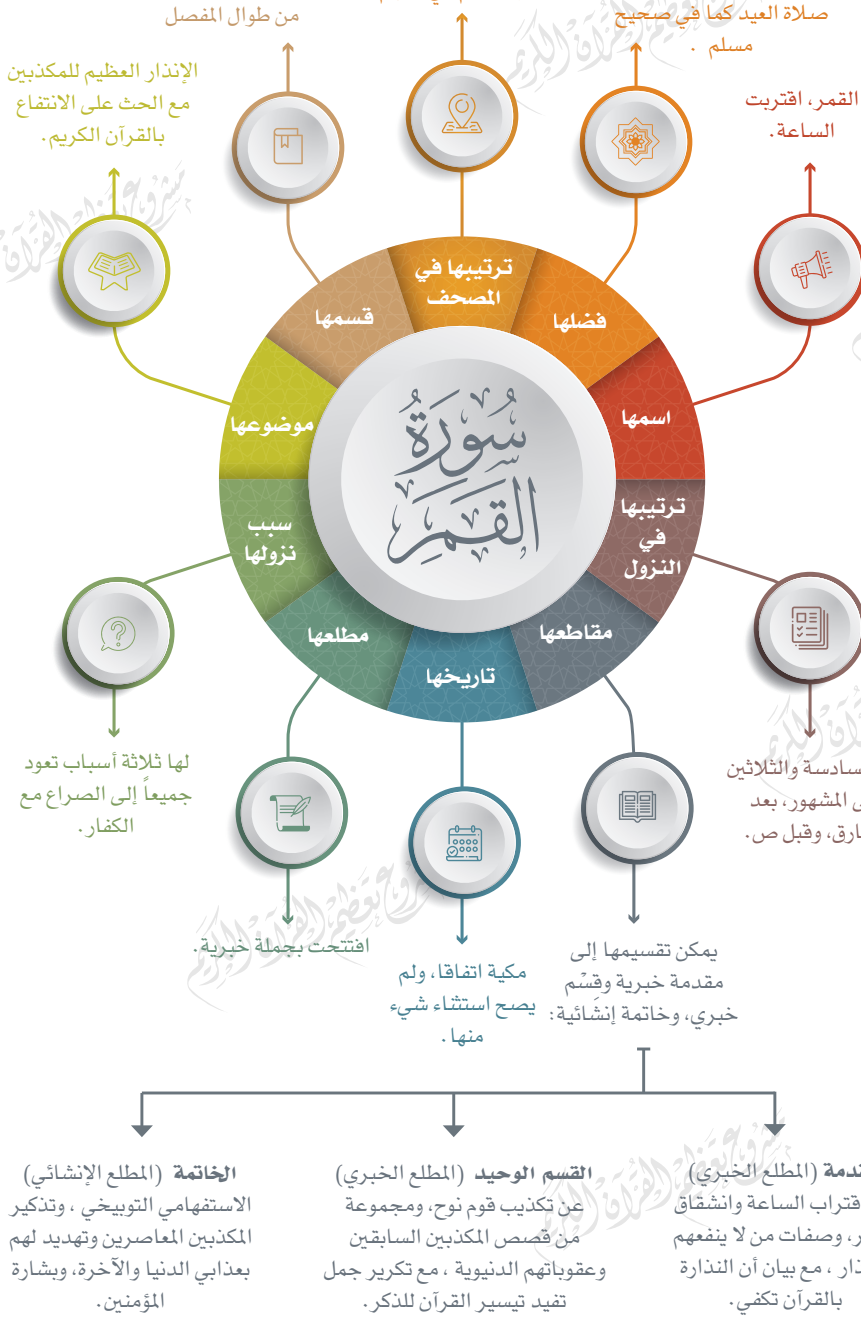 صلاة العيد كما في صحيح
مسلم .
من طوال المفصل
القمر، اقتربت
الساعة.
الإنذار العظيم للمكذبين
مع الحث على الانتفاع
بالقرآن الكريم.
ترتيبها في
المصحف
فضلها
قسمها
اسمها
موضوعها
سُورَةُ
القَمَرِ
ترتيبها
في
النزول
سبب
نزولها
مقاطعها
مطلعها
تاريخها
والثلاثين
المشهور، بعد
وقبل ص.
لها ثلاثة أسباب تعود
جميعاً إلى الصراع مع
الكفار.
يمكن تقسيمها إلى
مقدمة خبرية وقِسْم
خبري، وخاتمة إنشائية:
مكية اتفاقا، ولم
يصح استثناء شيء
منها.
افتتحت بجملة خبرية.
(المطلع الخبري)
الساعة وانشقاق
وصفات من لا ينفعهم
، مع بيان أن النذارة
بالقرآن تكفي.
القسم الوحيد (المطلع الخبري)
عن تكذيب قوم نوح، ومجموعة
من قصص المكذبين السابقين
وعقوباتهم الدنيوية ، مع تكرير جمل
تفيد تيسير القرآن للذكر.
الخاتمة (المطلع الإنشائي)
الاستفهامي التوبيخي ، وتذكير
المكذبين المعاصرين وتهديد لهم
بعذابي الدنيا والآخرة، وبشارة
المؤمنين.
مشروع تعظيم القرآن الكريم